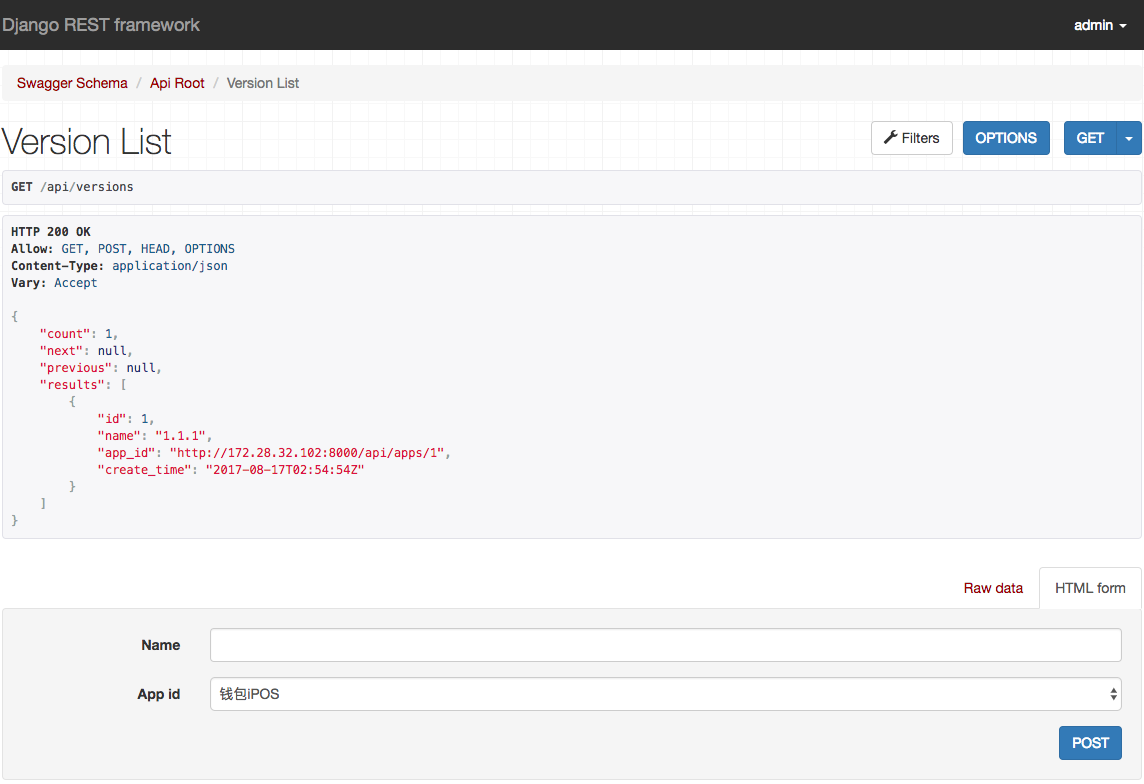 Django REST framework
admin
Swagger Schema / Api Root / Version List
Version List
Filters
OPTIONS
GET
GET /api/versions
HTTP 200 OK
Allow: GET, POST, HEAD, OPTIONS
Content-Type: application/json
Vary: Accept
{
    "count": 1,
    "next": null,
    "previous": null,
    "results": [
        {
            "id": 1,
            "name": "1.1.1",
            "app_id": "http://172.28.32.102:8000/api/apps/1",
            "create_time": "2017-08-17T02:54:54Z"
        }
    ]
}
Raw data
HTML form
Name
App id
钱包iPOS
POST